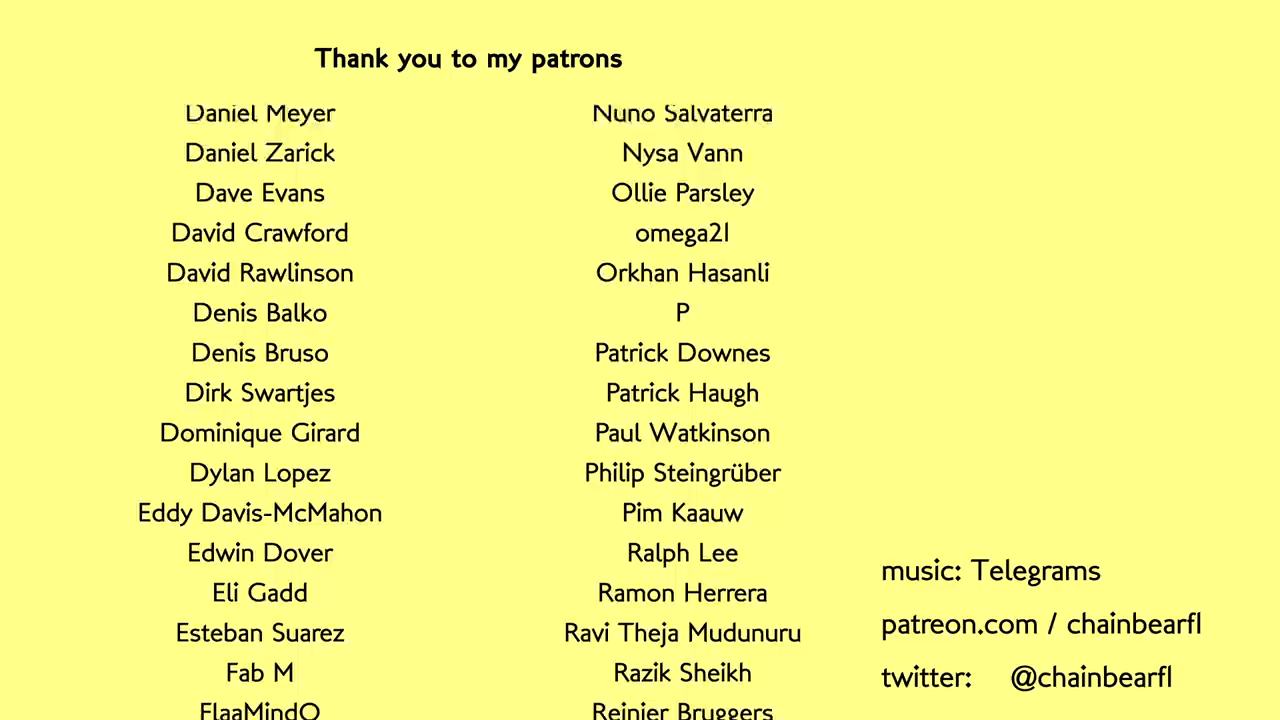 Thank you to my patrons
Daniel Meyer
Daniel Zarick
Dave Evans
David Crawford
David Rawlinson
Denis Balko
Denis Bruso
Dirk Swartjes
Dominique Girard
Dylan Lopez
Eddy Davis-McMahon
Edwin Dover
Eli Gadd
Esteban Suarez
Fab M
FlaaMindO
Nuno Salvaterra
Nysa Vann
Ollie Parsley
omega21
Orkhan Hasanli
P
Patrick Downes
Patrick Haugh
Paul Watkinson
Philip Steingrüber
Pim Kaauw
Ralph Lee
Ramon Herrera
Ravi Theja Mudunuru
Razik Sheikh
Reinier Bruggers
music: Telegrams
patreon.com / chainbearf1
twitter: @chainbearf1